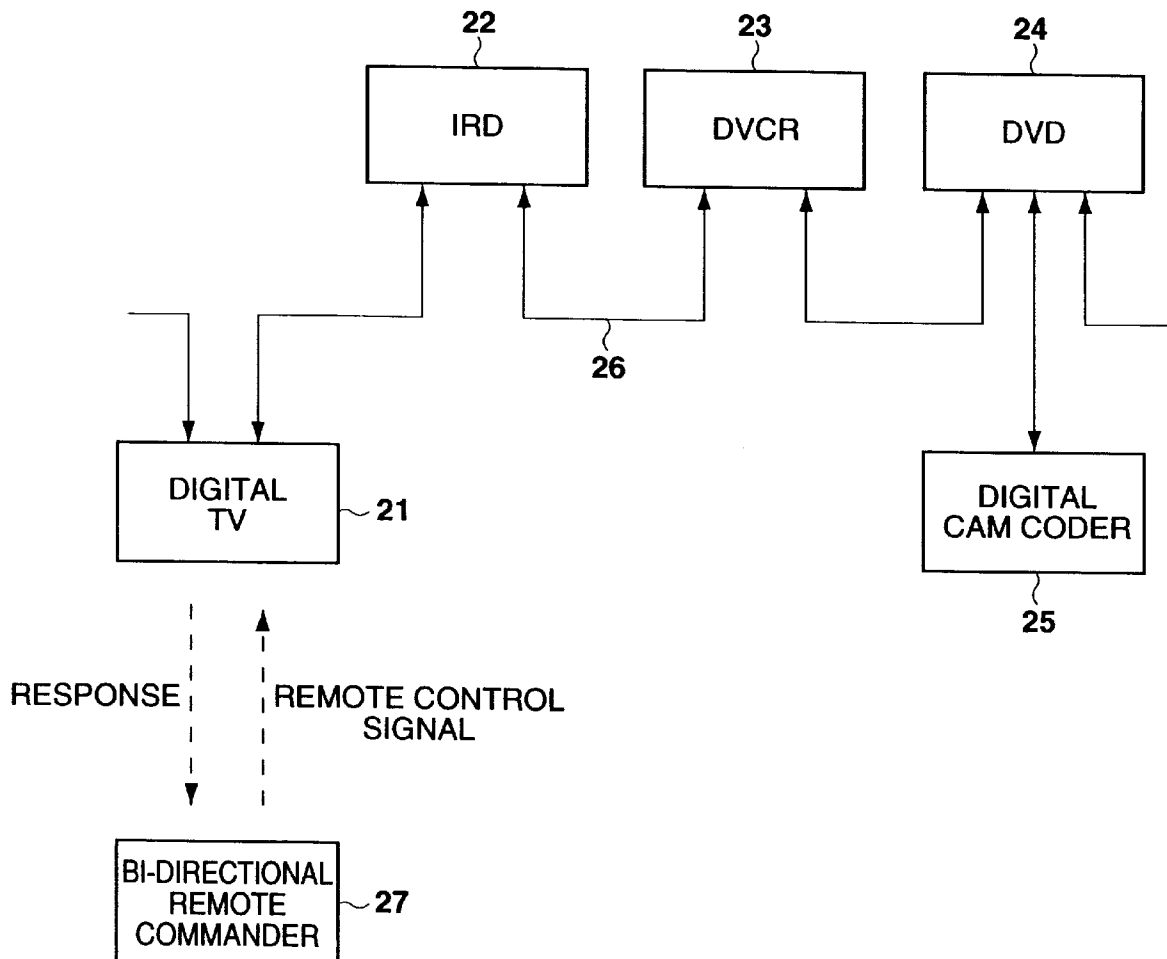 22
23
24
IRD
DVCR
DVD
26
DIGITAL
TV
21
DIGITAL
CAM CODER
25
RESPONSE
REMOTE CONTROL
SIGNAL
BI-DIRECTIONAL
REMOTE
COMMANDER
27